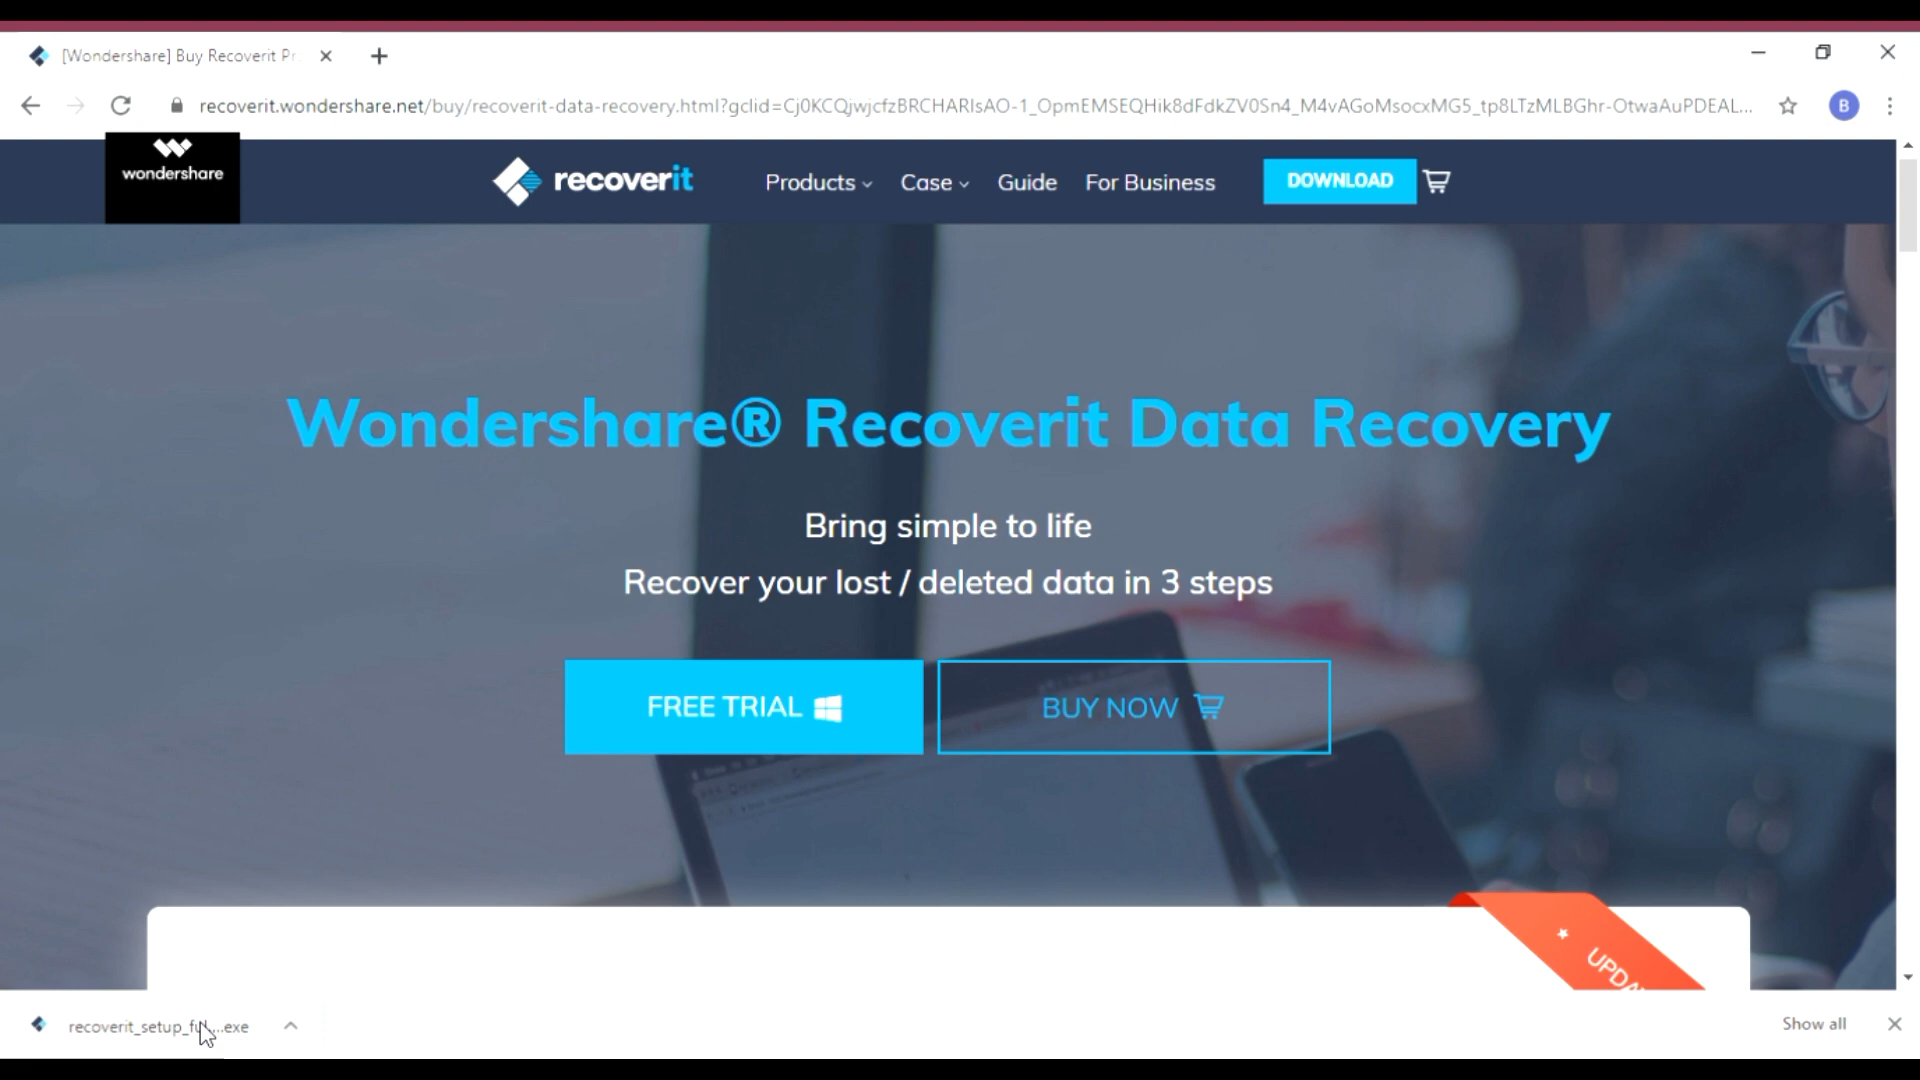 [Wondershare] Buy Recoverit Pr
recoverit.wondershare.net/buy/recoverit-data-recovery.html?gclid=Cj0KCQjwjcfzBRCHARIsAO-1_OpmEMSEQHik8dFdkZV0Sn4_M4vAGoMsocxMG5_tp8LTzMLBGhr-OtwaAuPDEAL...
B
wondershare
recoverit
Products
Case
Guide
For Business
DOWNLOAD
Wondershare® Recoverit Data Recovery
Bring simple to life
Recover your lost / deleted data in 3 steps
FREE TRIAL
BUY NOW
UPDA
recoverit_setup_ful...exe
Show all